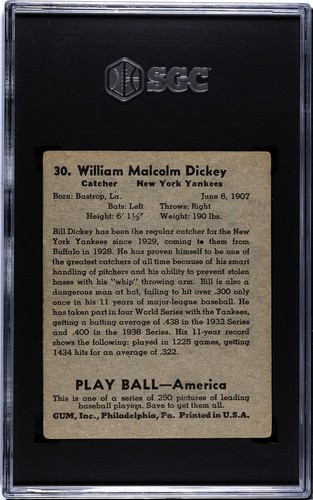 SGC
30. William Malcolm Dickey
Catcher New York Yankees
Born: Bastrop, La. June 6, 1907
Bats: Left Throws: Right
Height: 6' 1½" Weight: 190 lbs.
Bill Dickey has been the regular catcher for the New
York Yankees since 1929, coming to them from
Buffalo in 1928. He has proven himself to be one of
the greatest catchers of all time because of his smart
handling of pitchers and his ability to prevent stolen
bases with his "whip" throwing arm. Bill is also a
dangerous man at bat, failing to hit over .300 only
once in his 11 years of major-league baseball. He
has taken part in four World Series with the Yankees,
getting a batting average of .438 in the 1932 Series
and .400 in the 1938 Series. His 11-year record
shows the following: played in 1225 games, getting
1434 hits for an average of .322.
PLAY BALL—America
This is one of a series of 250 pictures of leading
baseball players. Save to get them all.
GUM, Inc., Philadelphia, Pa. Printed in U.S.A.